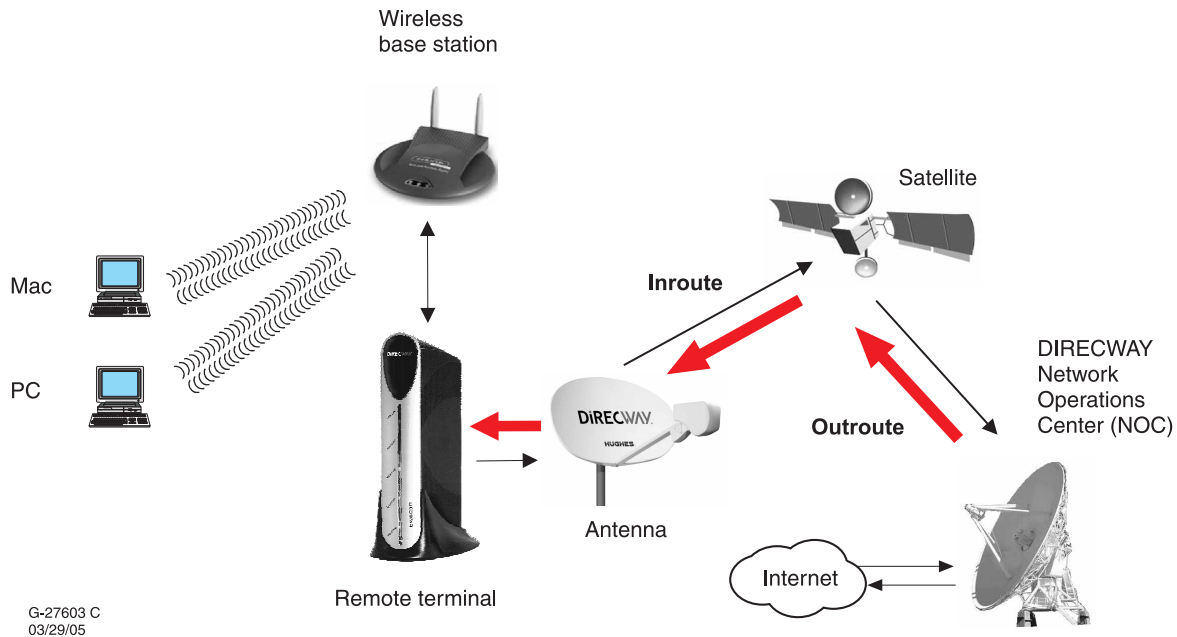 Wireless
base station
Satellite
Mac
Inroute
PC
DIRECWAY
DIRECWAY
Network
Operations
Center (NOC)
DIRECWAY
HUGHES
Outroute
Antenna
Internet
Remote terminal
G-27603 C
03/29/05